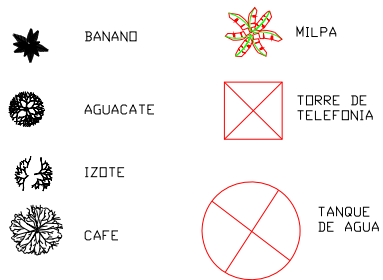 BANANO
AGUACATE
IZOTE
CAFE
MILPA
TORRE DE
TELEFONIA
TANQUE
DE AGUA